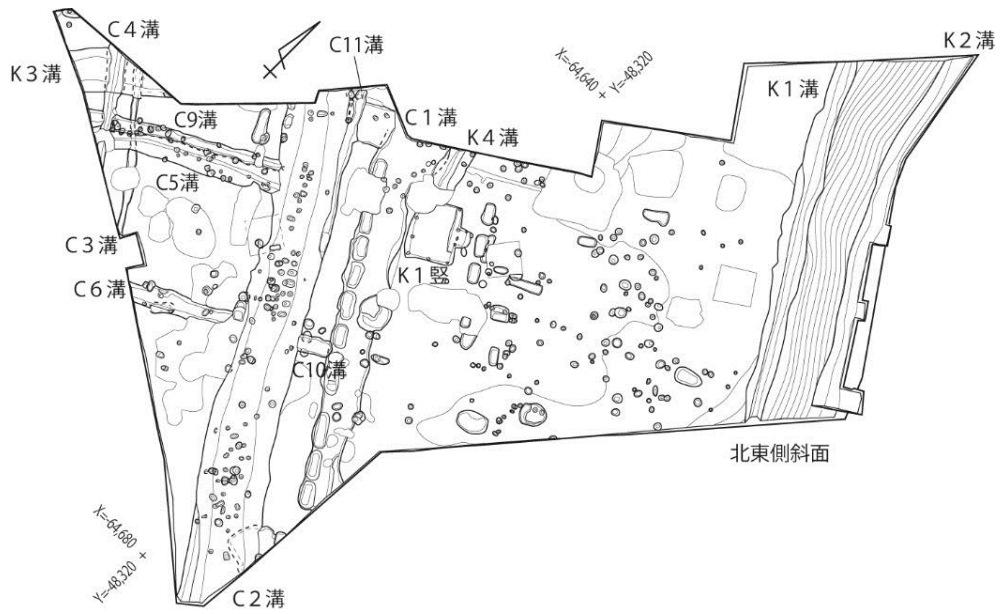 C4溝
K3溝
C11溝
X=-64,640
+
Y=-48,320
K2溝
K1溝
C9溝
C1溝
K4溝
C5溝
C3溝
C6溝
K1竪
C10溝
北東側斜面
X=-64,680
+
Y=-48,320
C2溝